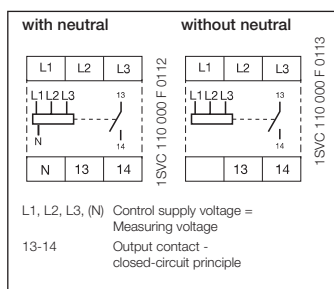 with neutral
L1 L2 L3
L1 L2 L3 13
N 14
N 13 14
1SVC 110 000 F 0112
without neutral
L1 L2 L3
L1 L2 L3 13
14
13 14
1SVC 110 000 F 0113
L1, L2, L3, (N) Control supply voltage =
Measuring voltage
13-14 Output contact -
closed-circuit principle